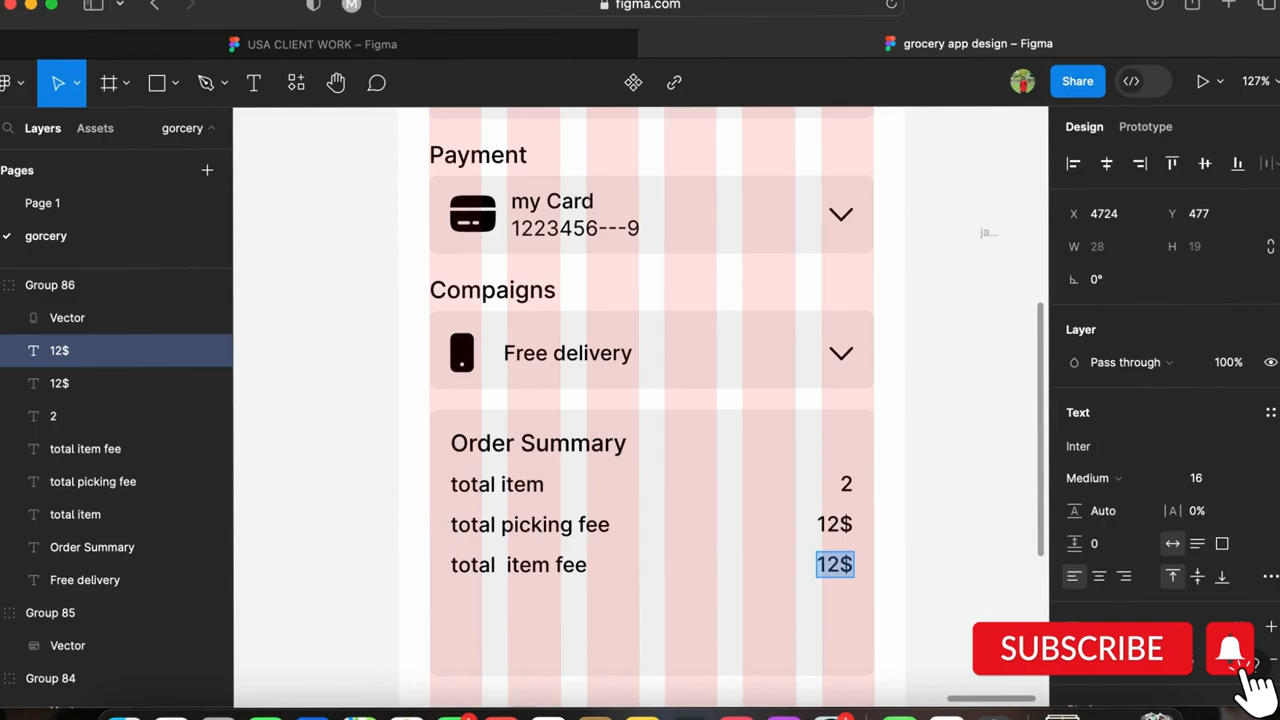 figma.com
USA CLIENT WORK – Figma
grocery app design – Figma
Share
127%
Layers
Assets
gorcery
Pages
Page 1
gorcery
Group 86
Vector
12$
12$
2
total item fee
total picking fee
total item
Order Summary
Free delivery
Group 85
Vector
Group 84
Payment
my Card
1223456---9
Compaigns
Free delivery
Order Summary
total item 2
total picking fee 12$
total item fee 12$
ja...
Design
Prototype
X 4724 Y 477
W 28 H 19
0°
Layer
Pass through 100%
Text
Inter
Medium 16
Auto |A| 0%
0
SUBSCRIBE